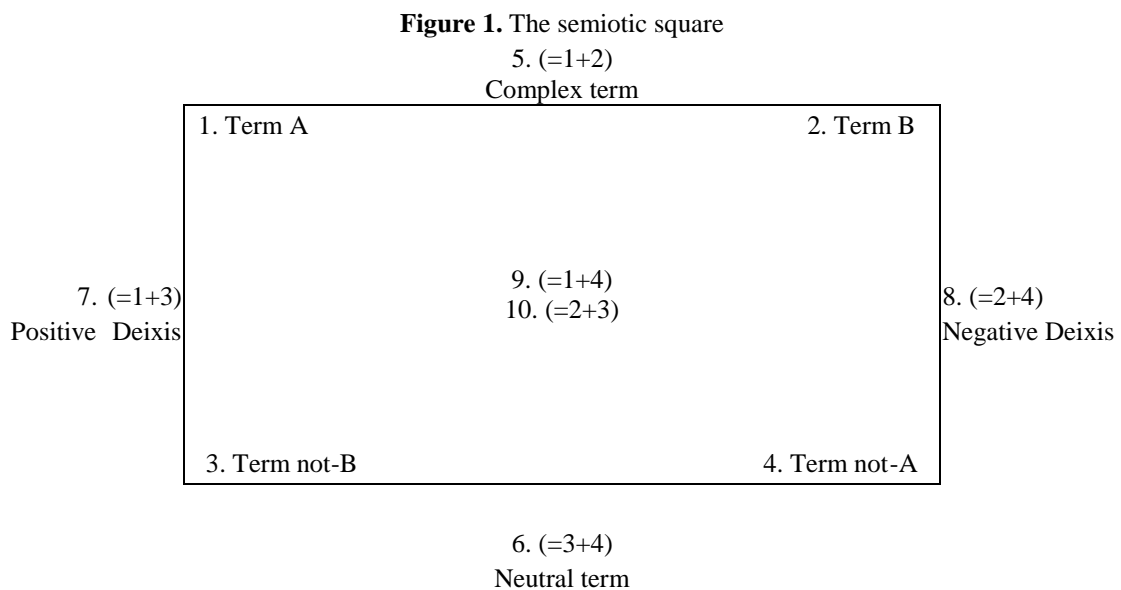 Figure 1. The semiotic square
5. (=1+2)
Complex term
1. Term A
2. Term B
9. (=1+4)
10. (=2+3)
7. (=1+3)
Positive Deixis
8. (=2+4)
Negative Deixis
3. Term not-B
4. Term not-A
6. (=3+4)
Neutral term